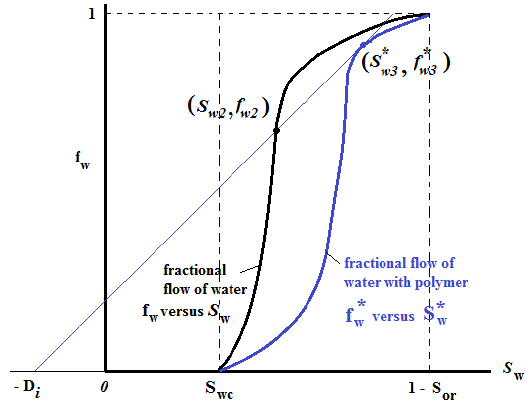 1
(S*w3, f*w3)
(Sw2, fw2)
fw
fractional
flow of water
fw versus Sw
fractional flow of
water with polymer
f*w versus S*w
- Di
0
Swc
1 - Sor
Sw